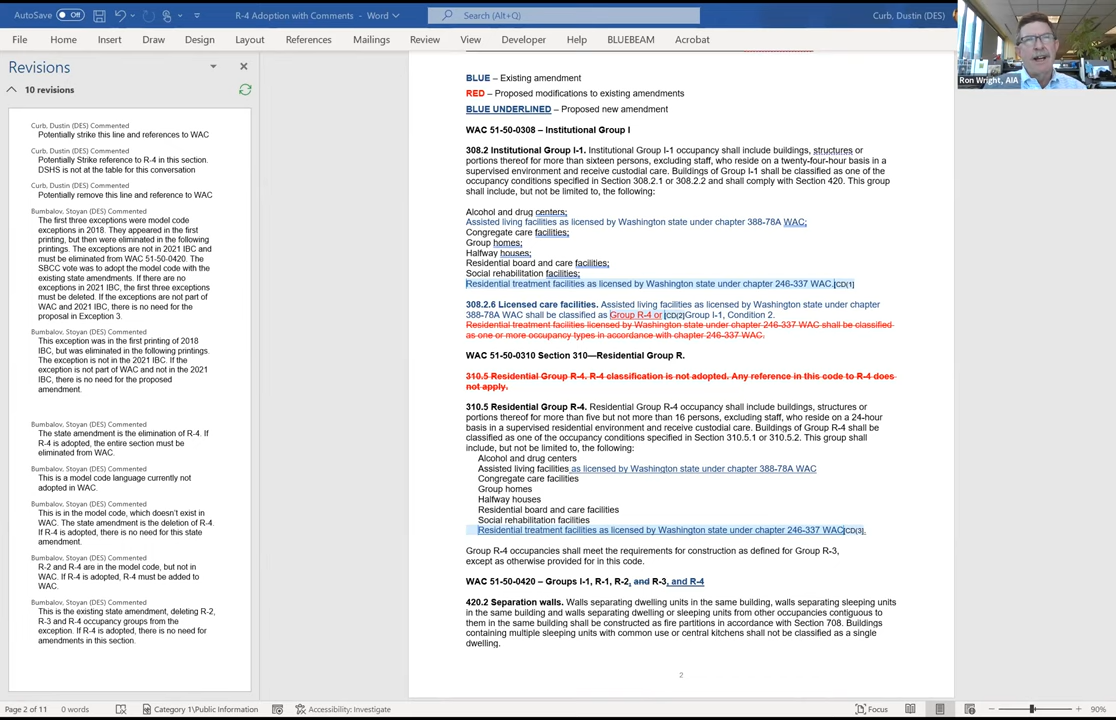 AutoSave Off
R-4 Adoption with Comments - Word
Search (Alt+Q)
Curb, Dustin (DES)
File Home Insert Draw Design Layout References Mailings Review View Developer Help BLUEBEAM Acrobat
Ron Wright, AIA
Revisions
10 revisions
Curb, Dustin (DES) Commented
Potentially strike this line and references to WAC
Curb, Dustin (DES) Commented
Potentially Strike reference to R-4 in this section.
DSHS is not at the table for this conversation
Curb, Dustin (DES) Commented
Potentially remove this line and reference to WAC
Bumbalov, Stoyan (DES) Commented
The first three exceptions were model code
exceptions in 2018. They appeared in the first
printing, but then were eliminated in the following
printings. The exceptions are not in 2021 IBC and
must be eliminated from WAC 51-50-0420. The
SBCC vote was to adopt the model code with the
existing state amendments. If there are no
exceptions in 2021 IBC, the first three exceptions
must be deleted. If the exceptions are not part of
WAC and 2021 IBC, there is no need for the
proposal in Exception 3.
Bumbalov, Stoyan (DES) Commented
This exception was in the first printing of 2018
IBC, but was eliminated in the following printings.
The exception is not in the 2021 IBC. If the
exception is not part of WAC and not in the 2021
IBC, there is no need for the proposed
amendment.
Bumbalov, Stoyan (DES) Commented
The state amendment is the elimination of R-4. If
R-4 is adopted, the entire section must be
eliminated from WAC.
Bumbalov, Stoyan (DES) Commented
This is a model code language currently not
adopted in WAC.
Bumbalov, Stoyan (DES) Commented
This is in the model code, which doesn't exist in
WAC. The state amendment is the deletion of R-4.
If R-4 is adopted, there is no need for this state
amendment.
Bumbalov, Stoyan (DES) Commented
R-2 and R-4 are in the model code, but not in
WAC. If R-4 is adopted, R-4 must be added to
WAC.
Bumbalov, Stoyan (DES) Commented
This is the existing state amendment, deleting R-2,
R-3 and R-4 occupancy groups from the
exception. If R-4 is adopted, there is no need for
amendments in this section.
BLUE – Existing amendment
RED – Proposed modifications to existing amendments
BLUE UNDERLINED – Proposed new amendment
WAC 51-50-0308 – Institutional Group I
308.2 Institutional Group I-1. Institutional Group I-1 occupancy shall include buildings, structures or
portions thereof for more than sixteen persons, excluding staff, who reside on a twenty-four-hour basis in a
supervised environment and receive custodial care. Buildings of Group I-1 shall be classified as one of the
occupancy conditions specified in Section 308.2.1 or 308.2.2 and shall comply with Section 420. This group
shall include, but not be limited to, the following:
Alcohol and drug centers;
Assisted living facilities as licensed by Washington state under chapter 388-78A WAC;
Congregate care facilities;
Group homes;
Halfway houses;
Residential board and care facilities;
Social rehabilitation facilities;
Residential treatment facilities as licensed by Washington state under chapter 246-337 WAC.[CD(1]
308.2.6 Licensed care facilities. Assisted living facilities as licensed by Washington state under chapter
388-78A WAC shall be classified as Group R-4 or [CD(2]Group I-1, Condition 2.
Residential treatment facilities licensed by Washington state under chapter 246-337 WAC shall be classified
as one or more occupancy types in accordance with chapter 246-337 WAC.
WAC 51-50-0310 Section 310—Residential Group R.
310.5 Residential Group R-4. R-4 classification is not adopted. Any reference in this code to R-4 does
not apply.
310.5 Residential Group R-4. Residential Group R-4 occupancy shall include buildings, structures or
portions thereof for more than five but not more than 16 persons, excluding staff, who reside on a 24-hour
basis in a supervised residential environment and receive custodial care. Buildings of Group R-4 shall be
classified as one of the occupancy conditions specified in Section 310.5.1 or 310.5.2. This group shall
include, but not be limited to, the following:
Alcohol and drug centers
Assisted living facilities as licensed by Washington state under chapter 388-78A WAC
Congregate care facilities
Group homes
Halfway houses
Residential board and care facilities
Social rehabilitation facilities
Residential treatment facilities as licensed by Washington state under chapter 246-337 WAC[CD(3].
Group R-4 occupancies shall meet the requirements for construction as defined for Group R-3,
except as otherwise provided for in this code.
WAC 51-50-0420 – Groups I-1, R-1, R-2, and R-3, and R-4
420.2 Separation walls. Walls separating dwelling units in the same building, walls separating sleeping units
in the same building and walls separating dwelling or sleeping units from other occupancies contiguous to
them in the same building shall be constructed as fire partitions in accordance with Section 708. Buildings
containing multiple sleeping units with common use or central kitchens shall not be classified as a single
dwelling.
2
Page 2 of 11 0 words Category 1\Public Information Accessibility: Investigate Focus 90%